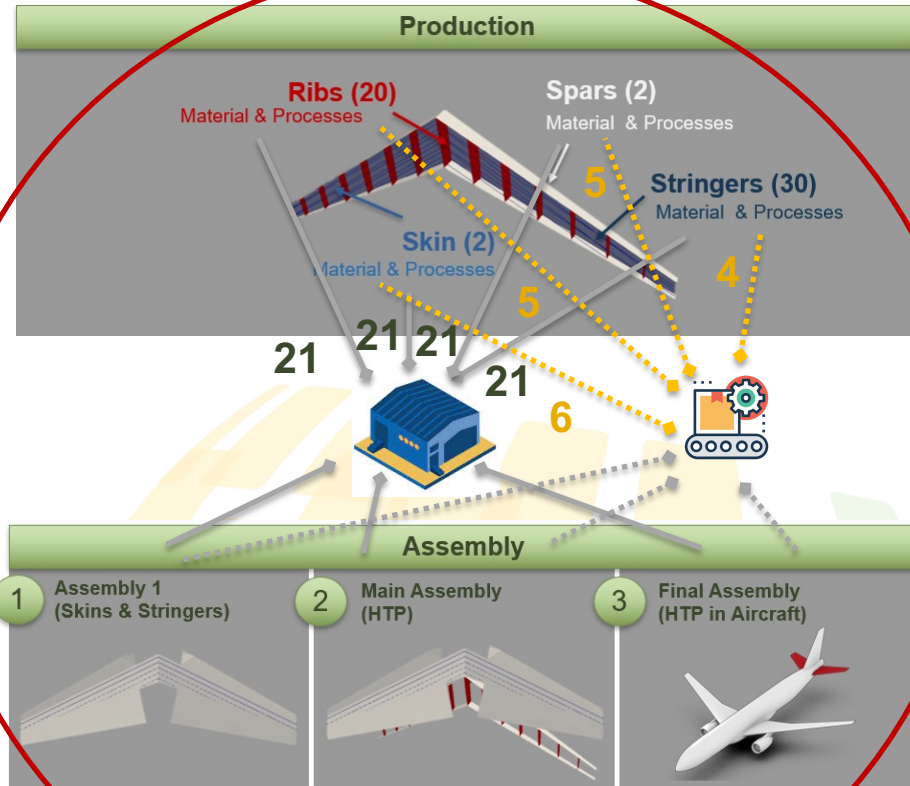 Production
Ribs (20)
Material & Processes
Spars (2)
Material & Processes
5
Stringers (30)
Material & Processes
Skin (2)
Material & Processes
4
5
21
21
21
21
6
Assembly
1
Assembly 1
(Skins & Stringers)
2
Main Assembly
(HTP)
3
Final Assembly
(HTP in Aircraft)